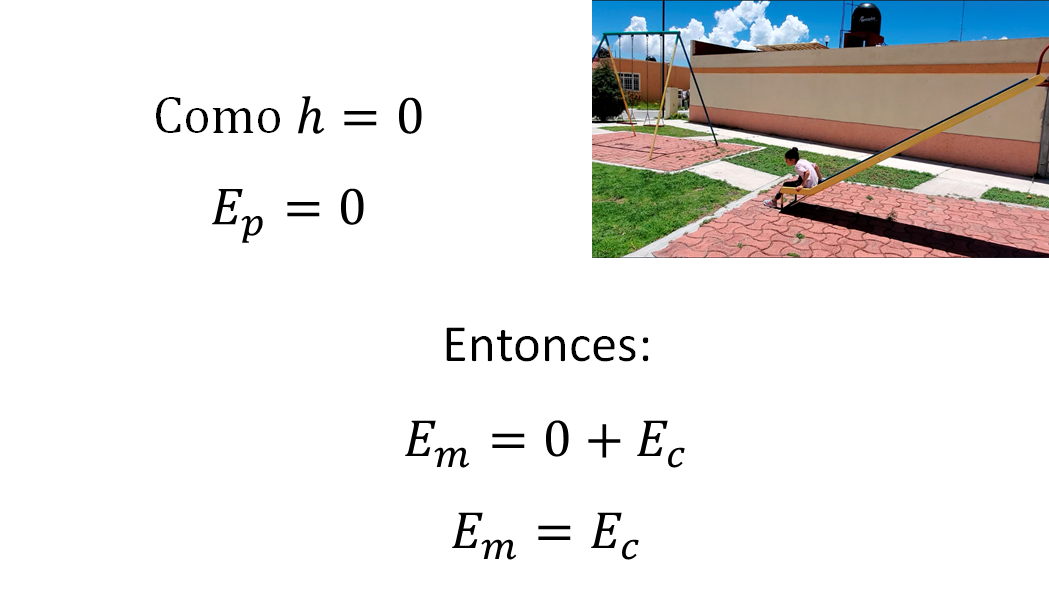 Como h = 0
E_p = 0
Entonces:
E_m = 0 + E_c
E_m = E_c